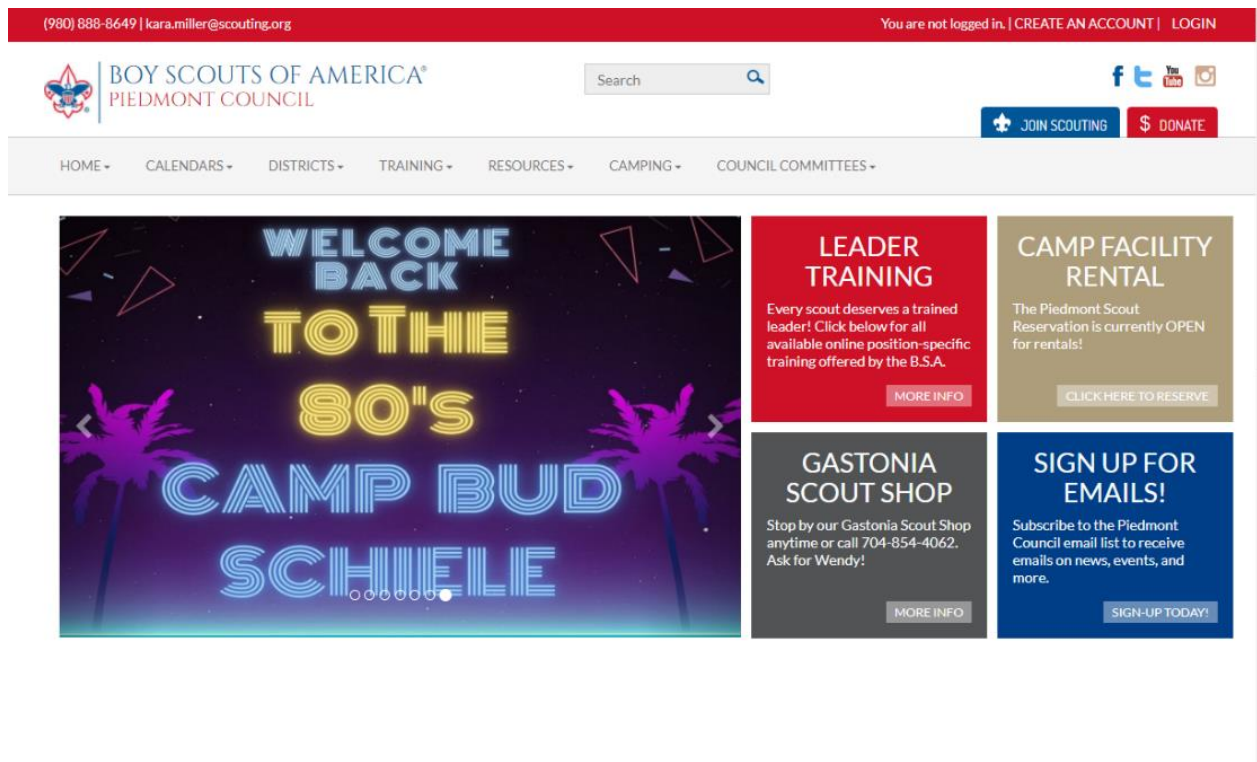 (980) 888-8649 | kara.miller@scouting.org
You are not logged in. | CREATE AN ACCOUNT | LOGIN
BOY SCOUTS OF AMERICA®
PIEDMONT COUNCIL
Search
f
You
Tube
JOIN SCOUTING
$ DONATE
HOME
CALENDARS
DISTRICTS
TRAINING
RESOURCES
CAMPING
COUNCIL COMMITTEES
WELCOME
BACK
TO THE
80'S
CAMP BUD
SCHIELE
LEADER
TRAINING
Every scout deserves a trained
leader! Click below for all
available online position-specific
training offered by the B.S.A.
MORE INFO
CAMP FACILITY
RENTAL
The Piedmont Scout
Reservation is currently OPEN
for rentals!
CLICK HERE TO RESERVE
GASTONIA
SCOUT SHOP
Stop by our Gastonia Scout Shop
anytime or call 704-854-4062.
Ask for Wendy!
MORE INFO
SIGN UP FOR
EMAILS!
Subscribe to the Piedmont
Council email list to receive
emails on news, events, and
more.
SIGN-UP TODAY!